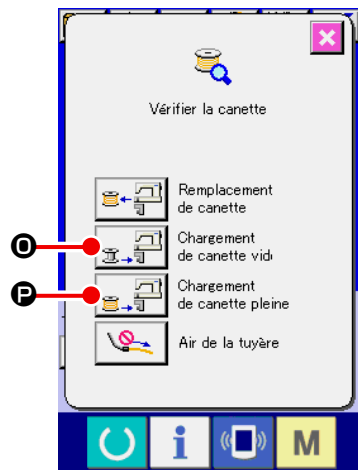 Vérifier la canette
Remplacement
de canette
O
Chargement
de canette vid
P
Chargement
de canette pleine
Air de la tuyère
i
M